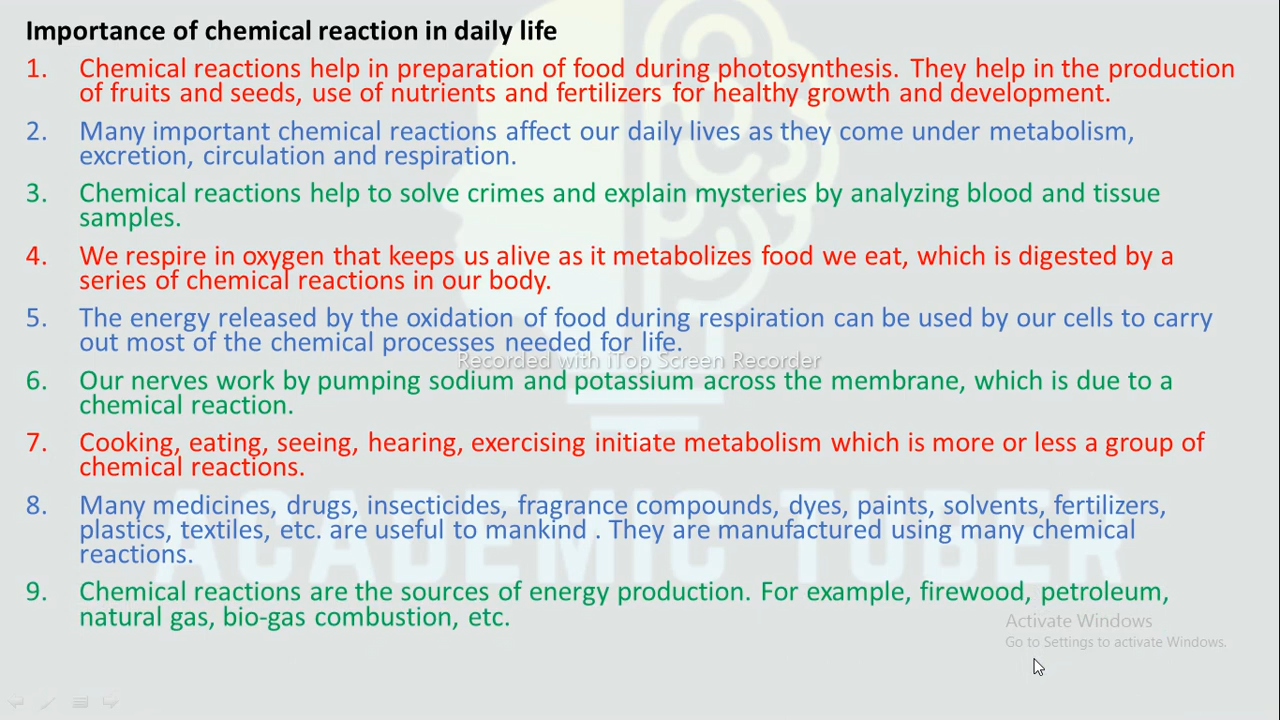 Importance of chemical reaction in daily life
1. Chemical reactions help in preparation of food during photosynthesis. They help in the production
of fruits and seeds, use of nutrients and fertilizers for healthy growth and development.
2. Many important chemical reactions affect our daily lives as they come under metabolism,
excretion, circulation and respiration.
3. Chemical reactions help to solve crimes and explain mysteries by analyzing blood and tissue
samples.
4. We respire in oxygen that keeps us alive as it metabolizes food we eat, which is digested by a
series of chemical reactions in our body.
5. The energy released by the oxidation of food during respiration can be used by our cells to carry
out most of the chemical processes needed for life.
Recorded with iTop Screen Recorder
6. Our nerves work by pumping sodium and potassium across the membrane, which is due to a
chemical reaction.
7. Cooking, eating, seeing, hearing, exercising initiate metabolism which is more or less a group of
chemical reactions.
8. Many medicines, drugs, insecticides, fragrance compounds, dyes, paints, solvents, fertilizers,
plastics, textiles, etc. are useful to mankind . They are manufactured using many chemical
reactions.
ACADEMIC TUBER
9. Chemical reactions are the sources of energy production. For example, firewood, petroleum,
natural gas, bio-gas combustion, etc.
Activate Windows
Go to Settings to activate Windows.